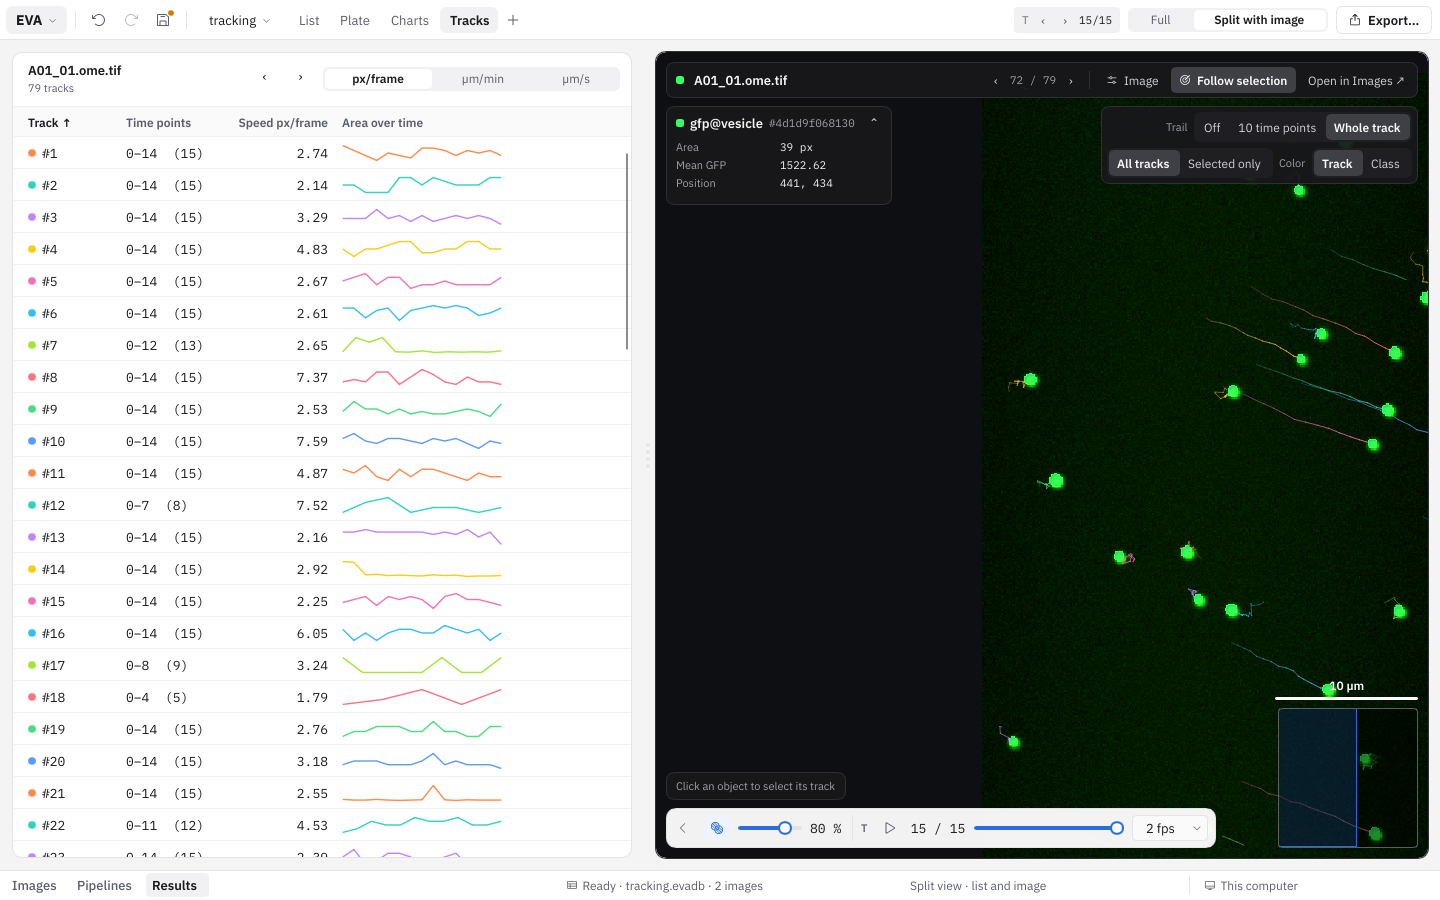 EVA
tracking
List Plate Charts Tracks
T 15/15 Full Split with image Export...
A01_01.ome.tif
79 tracks
px/frame µm/min µm/s
Track ↑ Time points Speed px/frame Area over time
#1 0–14 (15) 2.74
#2 0–14 (15) 2.14
#3 0–14 (15) 3.29
#4 0–14 (15) 4.83
#5 0–14 (15) 2.67
#6 0–14 (15) 2.61
#7 0–12 (13) 2.65
#8 0–14 (15) 7.37
#9 0–14 (15) 2.53
#10 0–14 (15) 7.59
#11 0–14 (15) 4.87
#12 0–7 (8) 7.52
#13 0–14 (15) 2.16
#14 0–14 (15) 2.92
#15 0–14 (15) 2.25
#16 0–14 (15) 6.05
#17 0–8 (9) 3.24
#18 0–4 (5) 1.79
#19 0–14 (15) 2.76
#20 0–14 (15) 3.18
#21 0–14 (15) 2.55
#22 0–11 (12) 4.53
A01_01.ome.tif 72 / 79 Image Follow selection Open in Images ↗
gfp@vesicle #4d1d9f068130
Area 39 px
Mean GFP 1522.62
Position 441, 434
Trail Off 10 time points Whole track
All tracks Selected only Color Track Class
10 µm
Click an object to select its track
80 % T 15 / 15 2 fps
Images Pipelines Results
Ready · tracking.evadb · 2 images
Split view · list and image
This computer